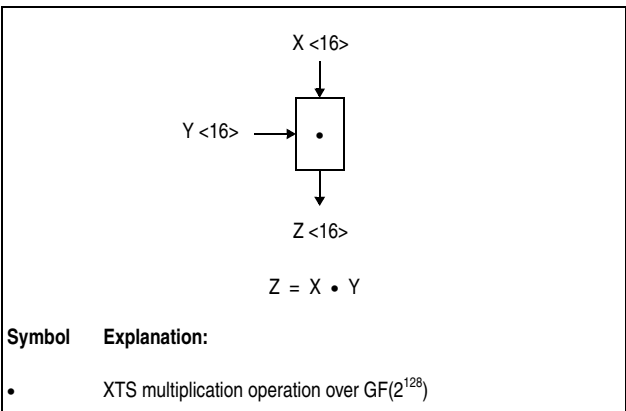 X <16>
Y <16>
•
Z <16>
Z = X • Y
Symbol Explanation:
• XTS multiplication operation over GF(2^128)